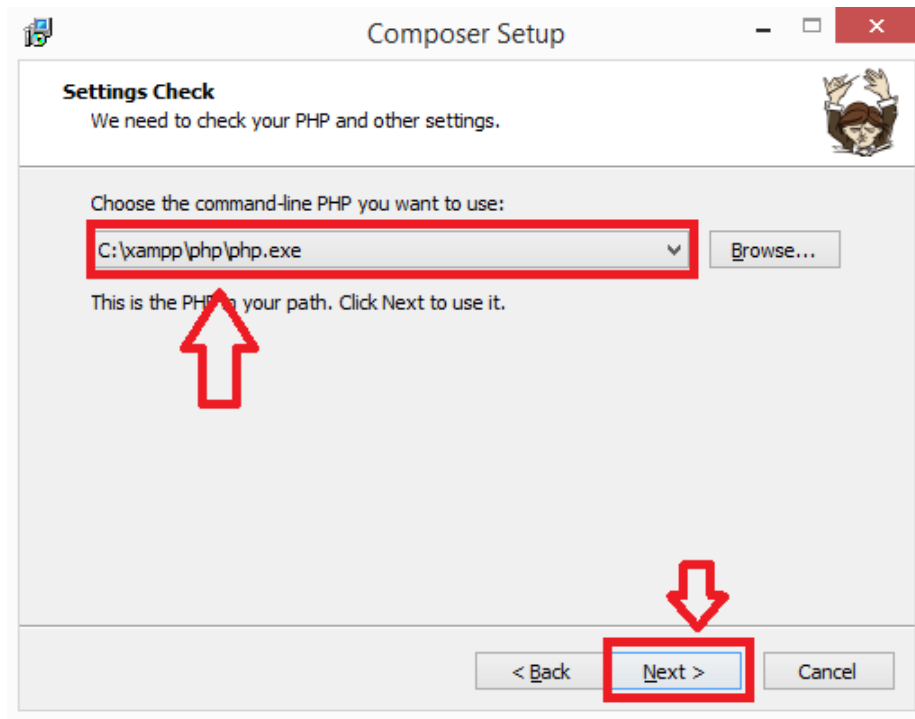 Composer Setup
Settings Check
We need to check your PHP and other settings.
Choose the command-line PHP you want to use:
C:\xampp\php\php.exe
Browse...
This is the PHP in your path. Click Next to use it.
< Back
Next >
Cancel